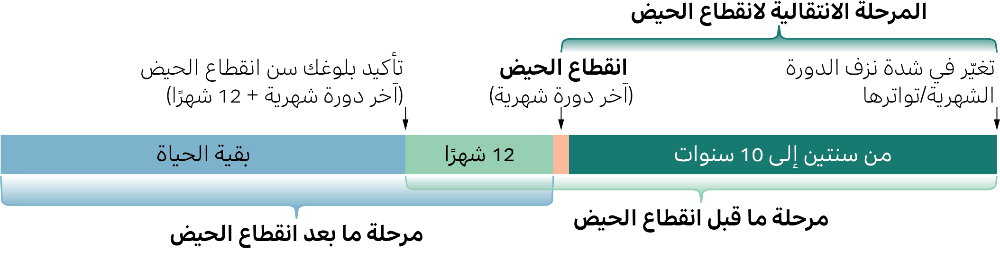 المرحلة الانتقالية لانقطاع الحيض
تغيّر في شدة نزف الدورة
الشهرية/تواترها
انقطاع الحيض
(آخر دورة شهرية)
تأكيد بلوغك سن انقطاع الحيض
(آخر دورة شهرية + 12 شهرًا)
من سنتين إلى 10 سنوات
12 شهرًا
بقية الحياة
مرحلة ما قبل انقطاع الحيض
مرحلة ما بعد انقطاع الحيض